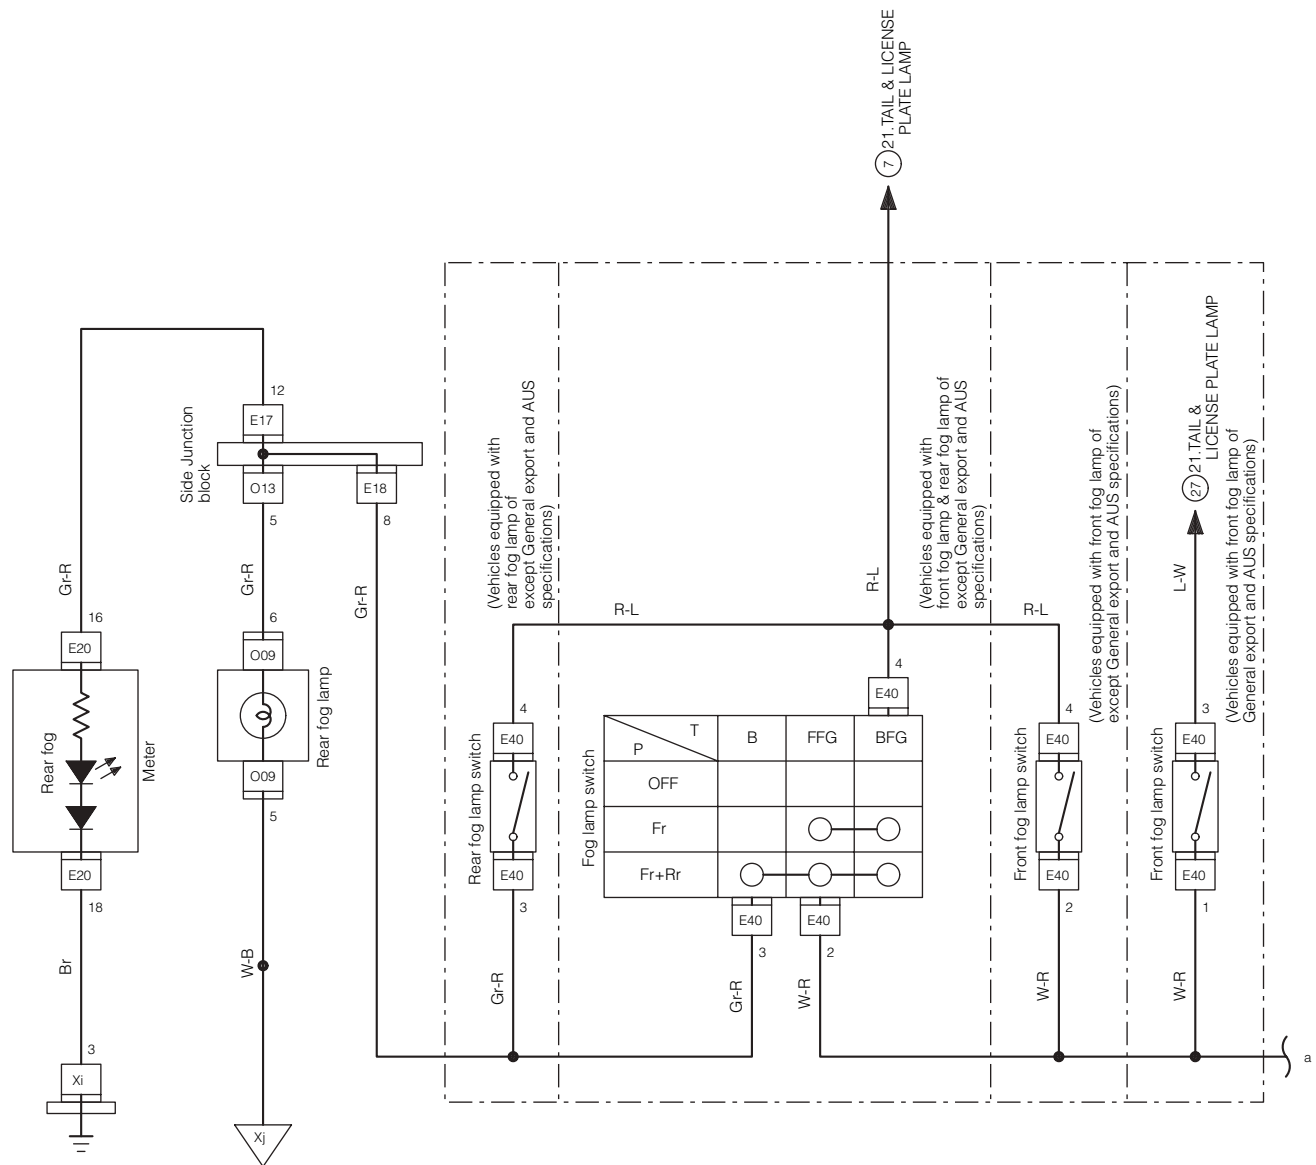 7
21.TAIL & LICENSE
PLATE LAMP
12
E17
Side Junction
block
O13
E18
5
8
Gr-R
Gr-R
Gr-R
16
6
E20
O09
Rear fog
Meter
Rear fog lamp
O09
5
E20
18
Br
W-B
3
Xi
Xj
(Vehicles equipped with
rear fog lamp of
except General export and AUS
specifications)
R-L
R-L
(Vehicles equipped with
front fog lamp & rear fog lamp of
except General export and AUS
specifications)
R-L
(Vehicles equipped with front fog lamp of
except General export and AUS specifications)
27
21.TAIL &
LICENSE PLATE LAMP
L-W
(Vehicles equipped with front fog lamp of
General export and AUS specifications)
4
E40
Rear fog lamp switch
E40
3
Gr-R
4
E40
Fog lamp switch
T
P
B
FFG
BFG
OFF
Fr
Fr+Rr
E40
E40
3
2
Gr-R
W-R
4
E40
Front fog lamp switch
E40
2
W-R
3
E40
Front fog lamp switch
E40
1
W-R
a